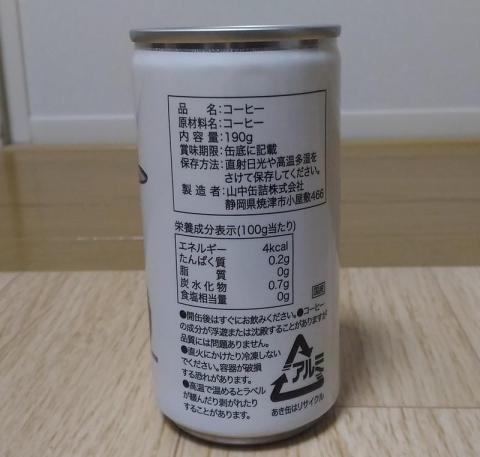 品名:コーヒー
原材料名:コーヒー
内容量:190g
賞味期限:缶底に記載
保存方法:直射日光や高温多湿を
さけて保存してください。
製造者:山中缶詰株式会社
静岡県焼津市小屋敷466
栄養成分表示(100g当たり)
エネルギー 4kcal
たんぱく質 0.2g
脂質 0g
炭水化物 0.7g
食塩相当量 0g
●開缶後はすぐにお飲みください。●コーヒー
の成分が浮遊または沈殿することがありますが
品質には問題ありません。
●直火にかけたり冷凍しない
でください。容器が破損
する恐れがあります。
●高温で温めるとラベル
が緩んだり剥がれたり
することがあります。
アルミ
あき缶はリサイクル